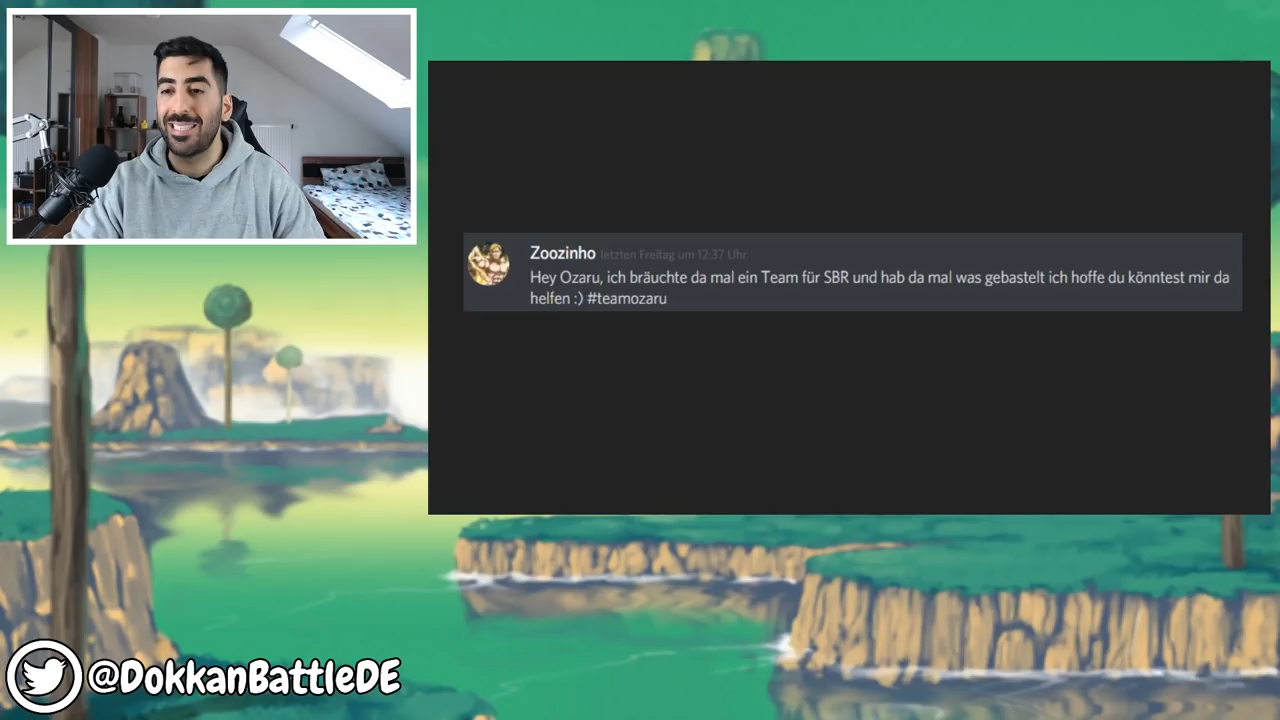 Zoozinho letzten Freitag um 12:37 Uhr
Hey Ozaru, ich bräuchte da mal ein Team für SBR und hab da mal was gebastelt ich hoffe du könntest mir da
helfen :) #teamozaru
@DokkanBattleDE